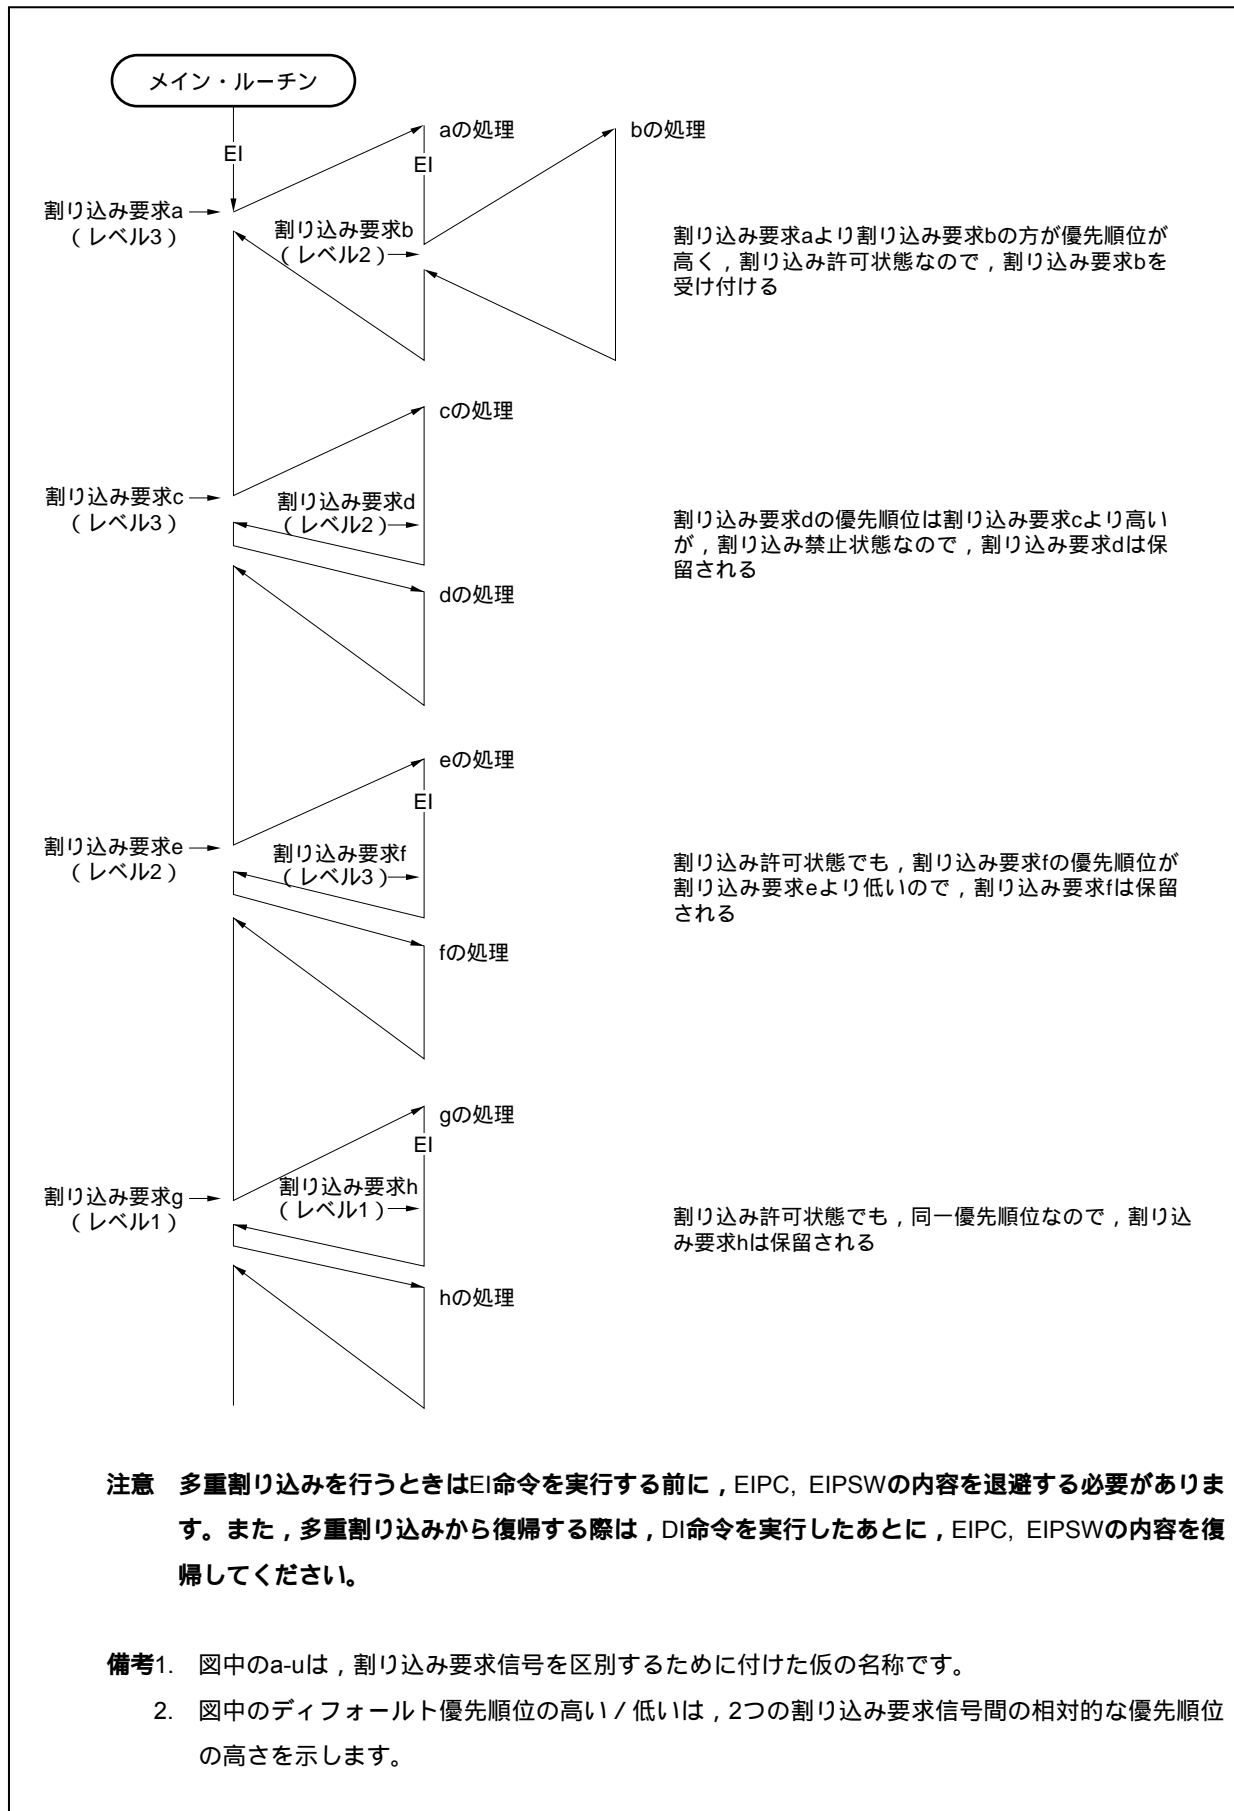 メイン・ルーチン
EI
aの処理
EI
bの処理
割り込み要求a
（レベル3）
割り込み要求b
（レベル2）
割り込み要求aより割り込み要求bの方が優先順位が
高く，割り込み許可状態なので，割り込み要求bを
受け付ける
cの処理
割り込み要求c
（レベル3）
割り込み要求d
（レベル2）
割り込み要求dの優先順位は割り込み要求cより高い
が，割り込み禁止状態なので，割り込み要求dは保
留される
dの処理
eの処理
EI
割り込み要求e
（レベル2）
割り込み要求f
（レベル3）
割り込み許可状態でも，割り込み要求fの優先順位が
割り込み要求eより低いので，割り込み要求fは保留
される
fの処理
gの処理
EI
割り込み要求g
（レベル1）
割り込み要求h
（レベル1）
割り込み許可状態でも，同一優先順位なので，割り込
み要求hは保留される
hの処理
注意 多重割り込みを行うときはEI命令を実行する前に，EIPC, EIPSWの内容を退避する必要がありま
す。また，多重割り込みから復帰する際は，DI命令を実行したあとに，EIPC, EIPSWの内容を復
帰してください。
備考1. 図中のa-uは，割り込み要求信号を区別するために付けた仮の名称です。
2. 図中のディフォールト優先順位の高い／低いは，2つの割り込み要求信号間の相対的な優先順位
の高さを示します。